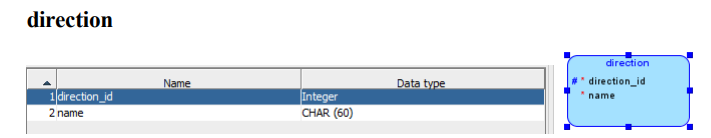 direction
Name Data type
1 direction_id Integer
2 name CHAR (60)
direction
# * direction_id
* name